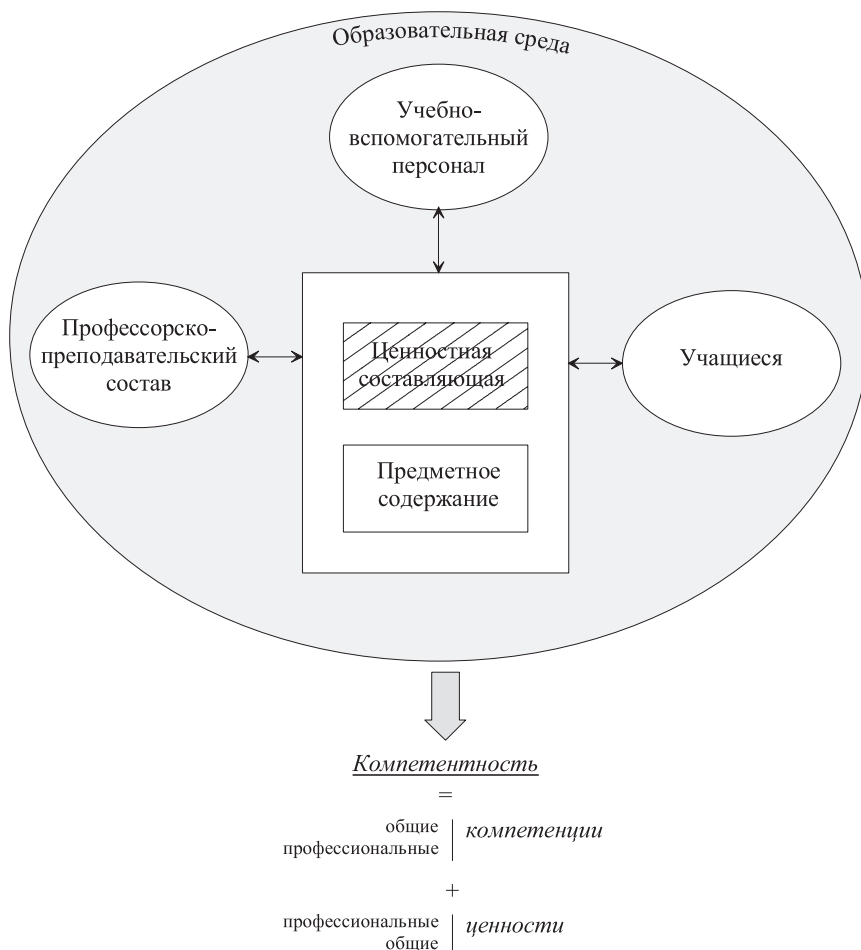 Образовательная среда
Учебно-
вспомогательный
персонал
Профессорско-
преподавательский
состав
Ценностная
составляющая
Учащиеся
Предметное
содержание
Компетентность
=
общие
профессиональные
компетенции
+
профессиональные
общие
ценности